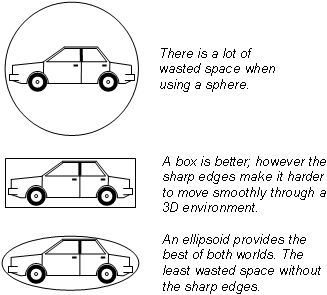 There is a lot of
wasted space when
using a sphere.
A box is better, however the
sharp edges make it harder
to move smoothly through a
3D environment.
An ellipsoid provides the
best of both worlds. The
least wasted space without
the sharp edges.